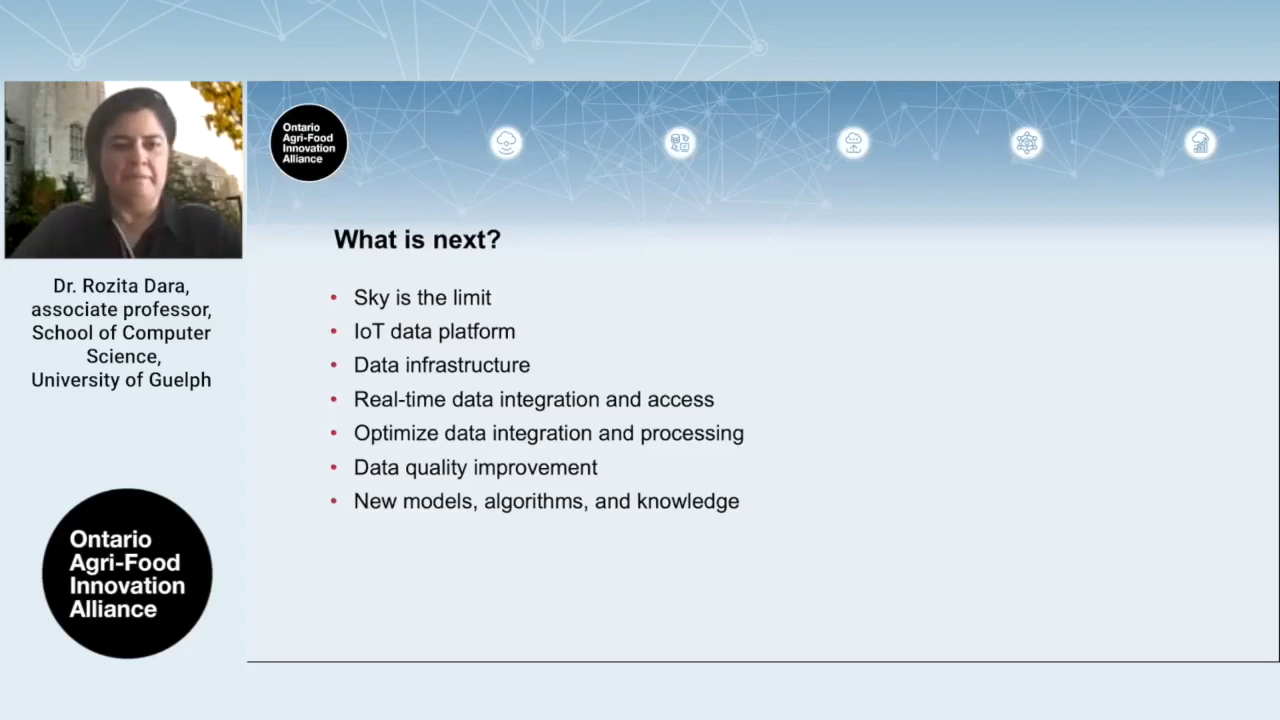 Ontario
Agri-Food
Innovation
Alliance
What is next?
• Sky is the limit
• IoT data platform
• Data infrastructure
• Real-time data integration and access
• Optimize data integration and processing
• Data quality improvement
• New models, algorithms, and knowledge
Dr. Rozita Dara,
associate professor,
School of Computer
Science,
University of Guelph
Ontario
Agri-Food
Innovation
Alliance